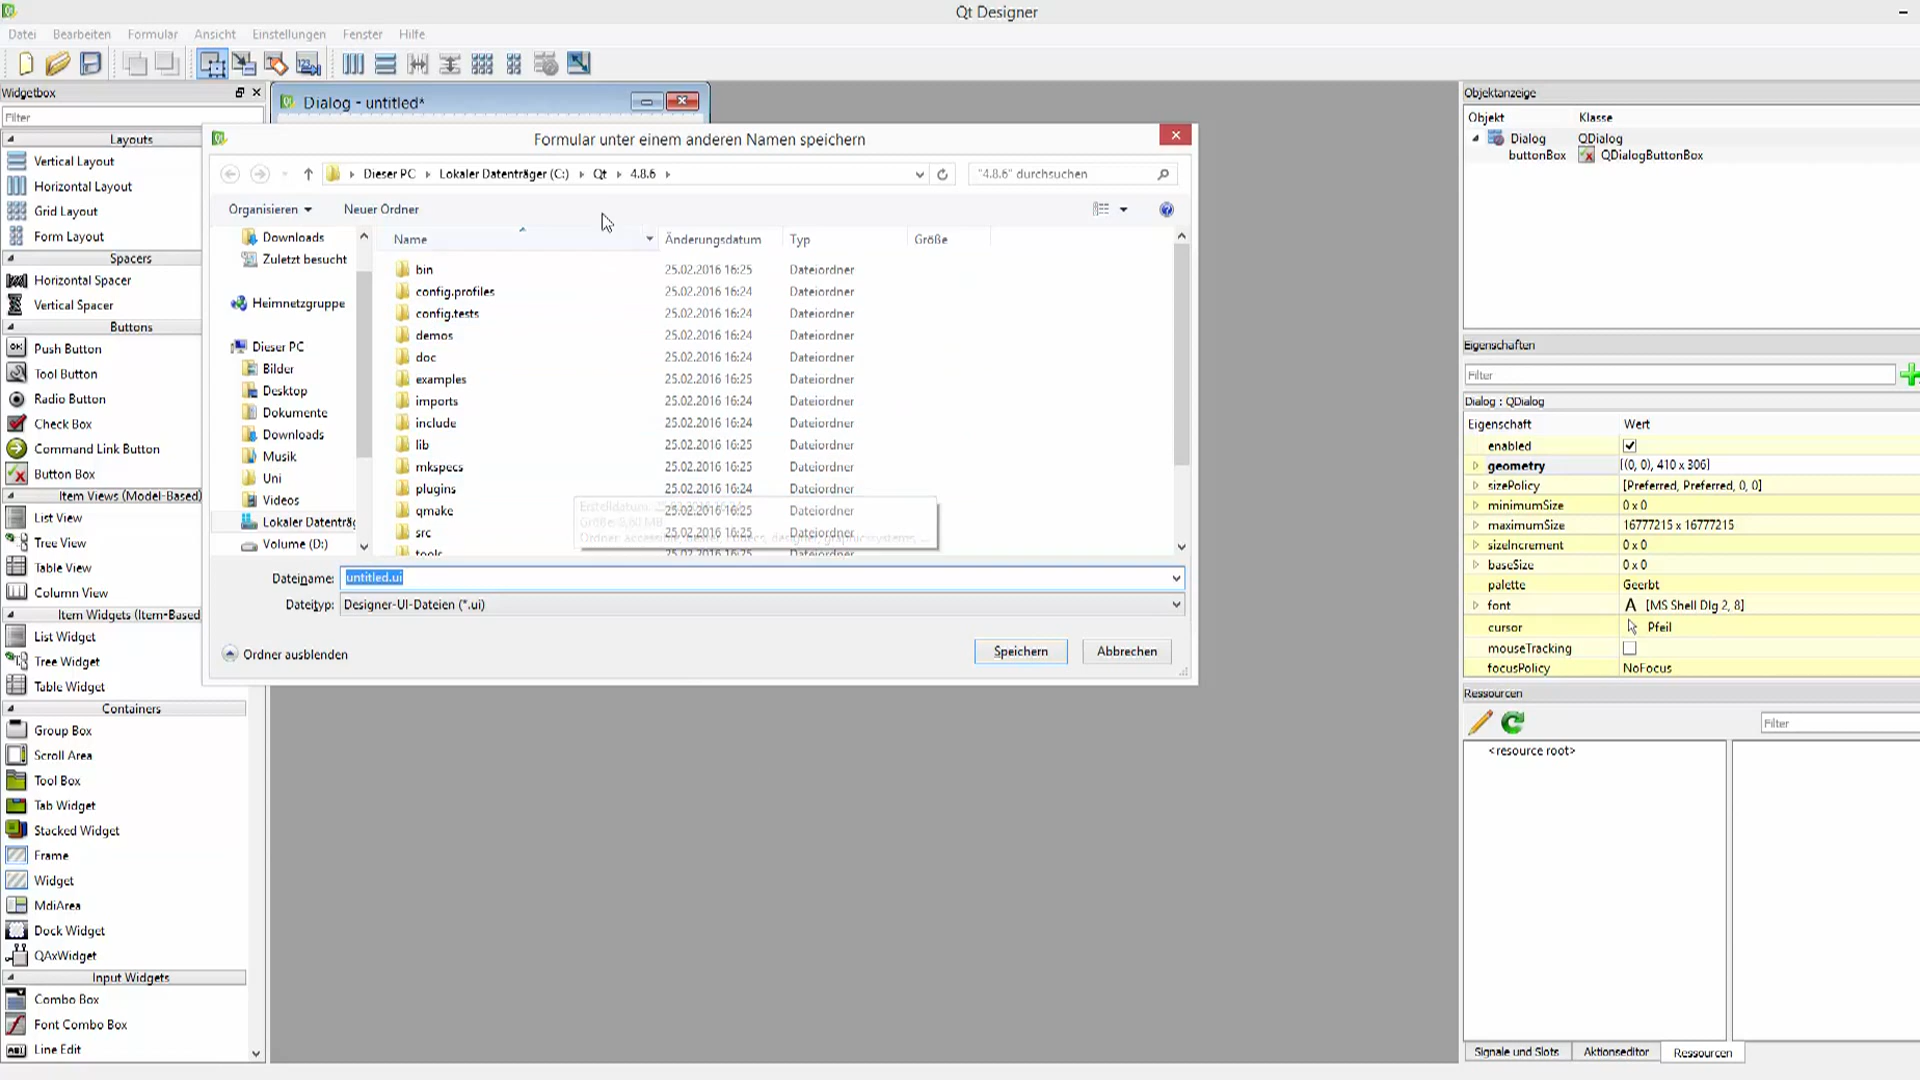 Qt Designer
Datei Bearbeiten Formular Ansicht Einstellungen Fenster Hilfe
Widgetbox
Filter
Layouts
Vertical Layout
Horizontal Layout
Grid Layout
Form Layout
Spacers
Horizontal Spacer
Vertical Spacer
Buttons
Push Button
Tool Button
Radio Button
Check Box
Command Link Button
Button Box
Item Views (Model-Based)
List View
Tree View
Table View
Column View
Item Widgets (Item-Based
List Widget
Tree Widget
Table Widget
Containers
Group Box
Scroll Area
Tool Box
Tab Widget
Stacked Widget
Frame
Widget
MdiArea
Dock Widget
QAxWidget
Input Widgets
Combo Box
Font Combo Box
Line Edit
Dialog - untitled*
Formular unter einem anderen Namen speichern
Dieser PC Lokaler Datenträger (C:) Qt 4.8.6
"4.8.6" durchsuchen
Organisieren Neuer Ordner
Downloads
Zuletzt besucht
Heimnetzgruppe
Dieser PC
Bilder
Desktop
Dokumente
Downloads
Musik
Uni
Videos
Lokaler Datenträg
Volume (D:)
Name Änderungsdatum Typ Größe
bin 25.02.2016 16:25 Dateiordner
config.profiles 25.02.2016 16:24 Dateiordner
config.tests 25.02.2016 16:24 Dateiordner
demos 25.02.2016 16:24 Dateiordner
doc 25.02.2016 16:24 Dateiordner
examples 25.02.2016 16:25 Dateiordner
imports 25.02.2016 16:24 Dateiordner
include 25.02.2016 16:24 Dateiordner
lib 25.02.2016 16:25 Dateiordner
mkspecs 25.02.2016 16:25 Dateiordner
plugins 25.02.2016 16:24 Dateiordner
qmake 25.02.2016 16:25 Dateiordner
src 25.02.2016 16:25 Dateiordner
tools 25.02.2016 16:25 Dateiordner
Erstelldatum:
Größe:
Ordner:
Dateiname: untitled.ui
Dateityp: Designer-UI-Dateien (*.ui)
Ordner ausblenden
Speichern Abbrechen
Objektanzeige
Objekt Klasse
Dialog QDialog
buttonBox QDialogButtonBox
Eigenschaften
Filter
Dialog : QDialog
Eigenschaft Wert
enabled
geometry [(0, 0), 410 x 306]
sizePolicy [Preferred, Preferred, 0, 0]
minimumSize 0 x 0
maximumSize 16777215 x 16777215
sizeIncrement 0 x 0
baseSize 0 x 0
palette Geerbt
font A [MS Shell Dlg 2, 8]
cursor Pfeil
mouseTracking
focusPolicy NoFocus
Ressourcen
Filter
<resource root>
Signale und Slots Aktionseditor Ressourcen